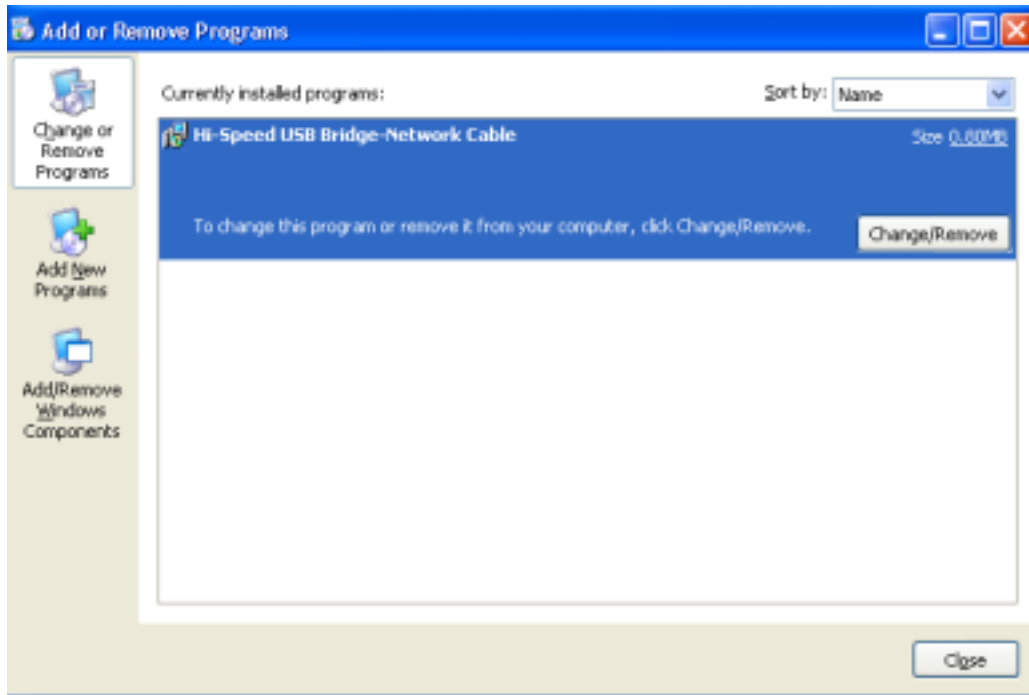 Add or Remove Programs
Change or
Remove
Programs
Add New
Programs
Add/Remove
Windows
Components
Currently installed programs:
Sort by: Name
Hi-Speed USB Bridge-Network Cable
Size 0.80MB
To change this program or remove it from your computer, click Change/Remove.
Change/Remove
Close